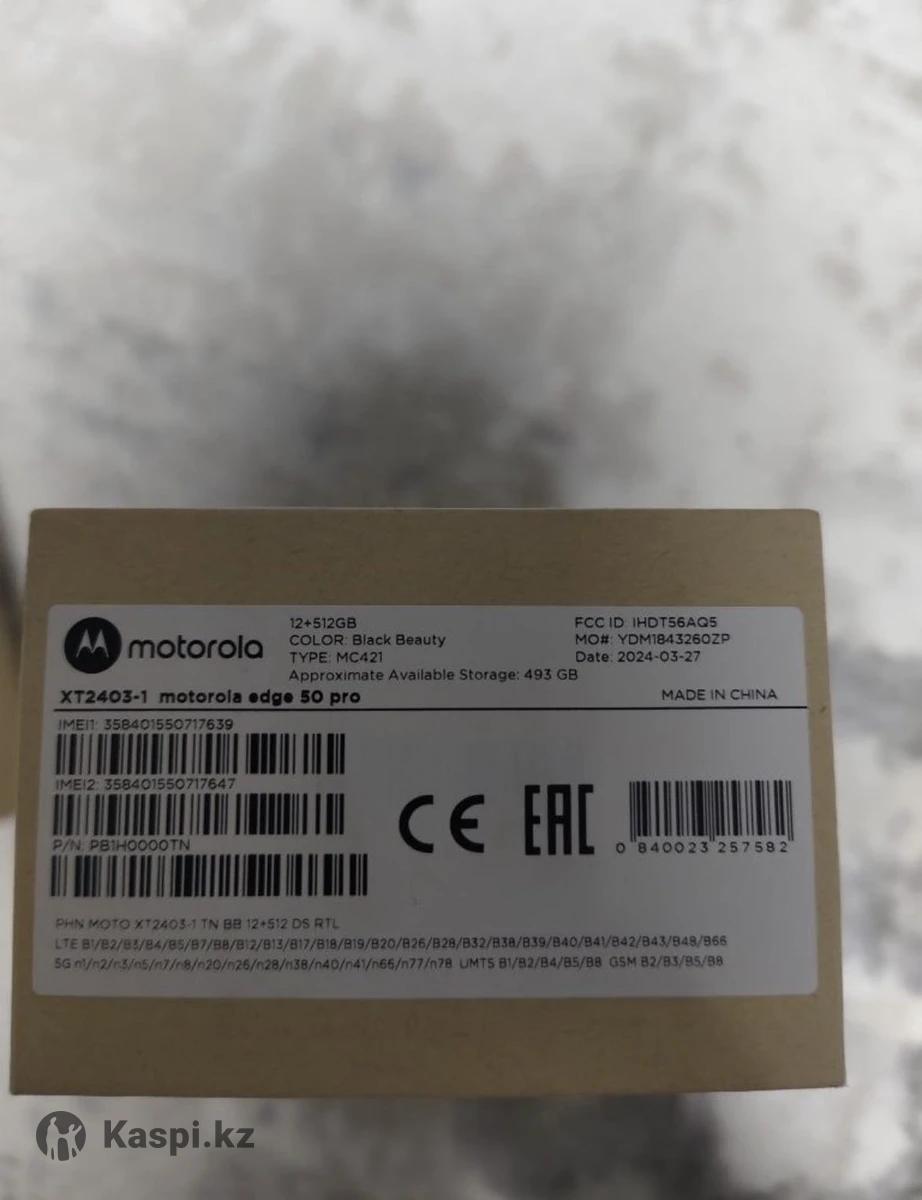 motorola
12+512GB
COLOR: Black Beauty
TYPE: MC421
Approximate Available Storage: 493 GB
FCC ID: IHDT56AQ5
MO#: YDM1843260ZP
Date: 2024-03-27
XT2403-1 motorola edge 50 pro
MADE IN CHINA
IMEI1: 358401550717639
IMEI2: 358401550717647
P/N: PB1H0000TN
CE
EAC
0 840023 257582
PHN MOTO XT2403-1 TN BB 12+512 DS RTL
LTE B1/B2/B3/B4/B5/B7/B8/B12/B13/B17/B18/B19/B20/B26/B28/B32/B38/B39/B40/B41/B42/B43/B48/B66
5G n1/n2/n3/n5/n7/n8/n20/n26/n28/n38/n40/n41/n66/n77/n78 UMTS B1/B2/B4/B5/B8 GSM B2/B3/B5/B8
Kaspi.kz